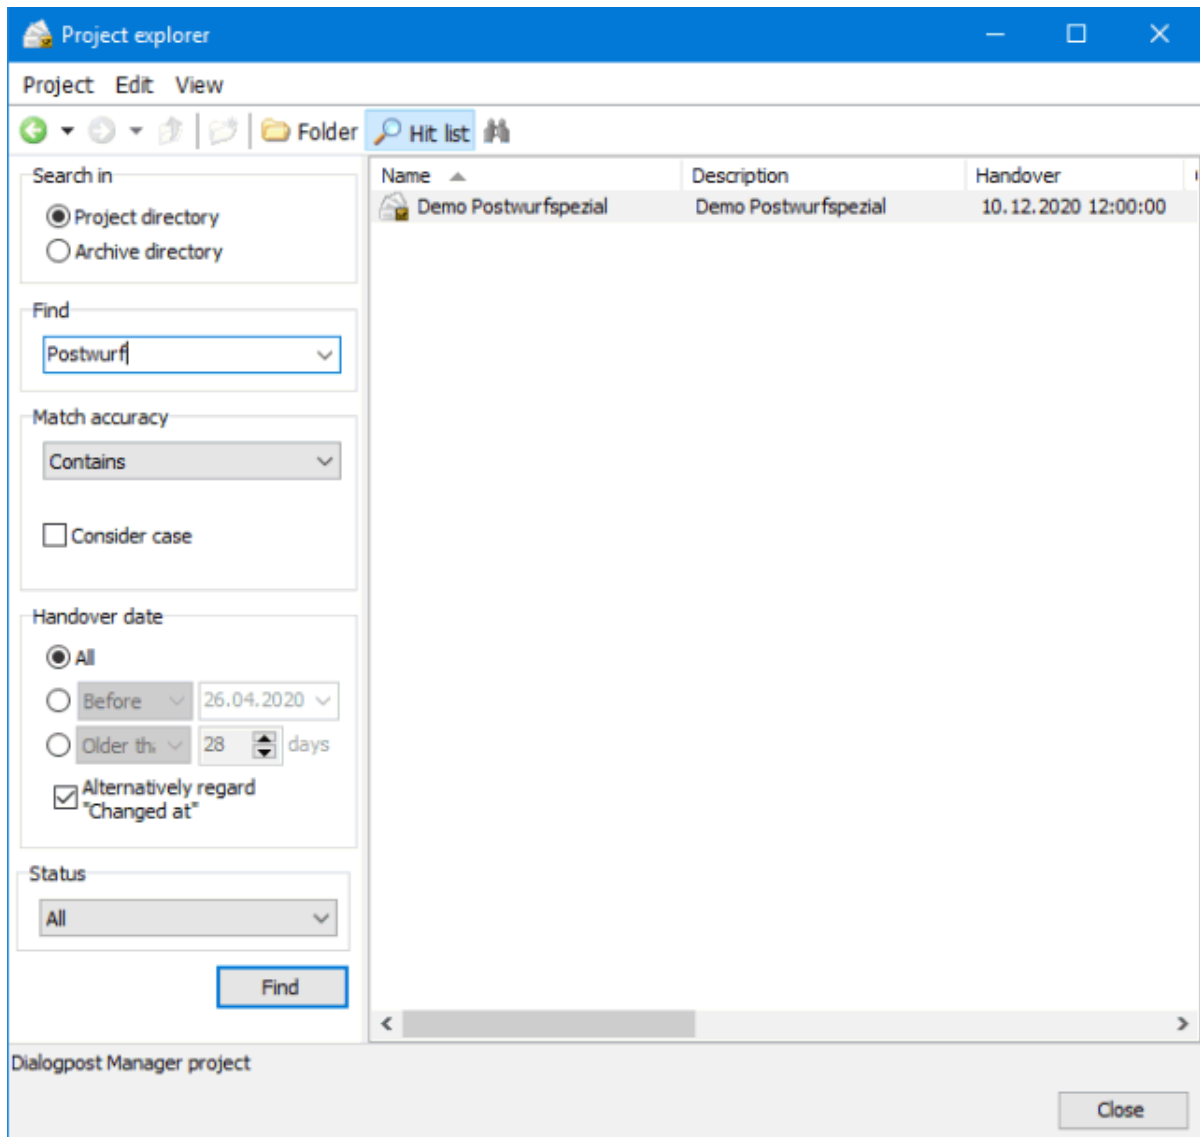 Project explorer
Project Edit View
Folder Hit list
Search in
Project directory
Archive directory
Find
Postwurf
Match accuracy
Contains
Consider case
Handover date
All
Before 26.04.2020
Older tha 28 days
Alternatively regard
"Changed at"
Status
All
Find
Name Description Handover
Demo Postwurfspezial Demo Postwurfspezial 10.12.2020 12:00:00
Dialogpost Manager project
Close